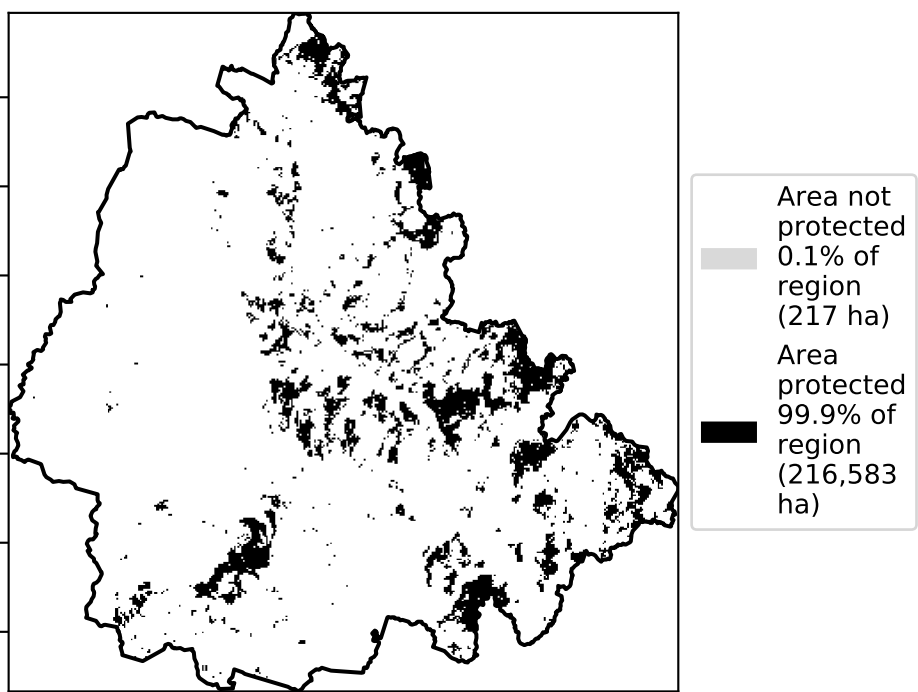 Area not
protected
0.1% of
region
(217 ha)
Area
protected
99.9% of
region
(216,583
ha)